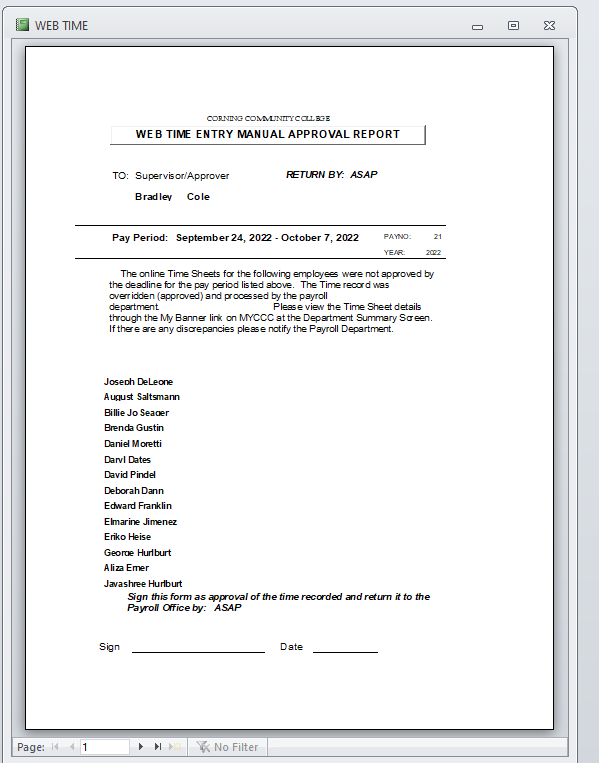 WEB TIME
CORNING COMMUNITY COLLEGE
WEB TIME ENTRY MANUAL APPROVAL REPORT
TO: Supervisor/Approver RETURN BY: ASAP
Bradley Cole
Pay Period: September 24, 2022 - October 7, 2022 PAYNO: 21
YEAR: 2022
The online Time Sheets for the following employees were not approved by
the deadline for the pay period listed above. The Time record was
overridden (approved) and processed by the payroll
department. Please view the Time Sheet details
through the My Banner link on MYCCC at the Department Summary Screen.
If there are any discrepancies please notify the Payroll Department.
Joseph DeLeone
August Saltsmann
Billie Jo Seager
Brenda Gustin
Daniel Moretti
Daryl Dates
David Pindel
Deborah Dann
Edward Franklin
Elmarine Jimenez
Eriko Heise
George Hurlburt
Aliza Erner
Jayashree Hurlburt
Sign this form as approval of the time recorded and return it to the
Payroll Office by: ASAP
Sign Date
Page: 1 No Filter